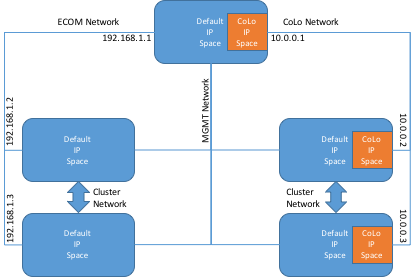 ECOM Network
CoLo Network
Default
IP
Space
CoLo
IP
Space
192.168.1.1
10.0.0.1
MGMT Network
192.168.1.2
Default
IP
Space
Default
IP
Space
CoLo
IP
Space
10.0.0.2
Cluster
Network
Cluster
Network
192.168.1.3
Default
IP
Space
Default
IP
Space
CoLo
IP
Space
10.0.0.3